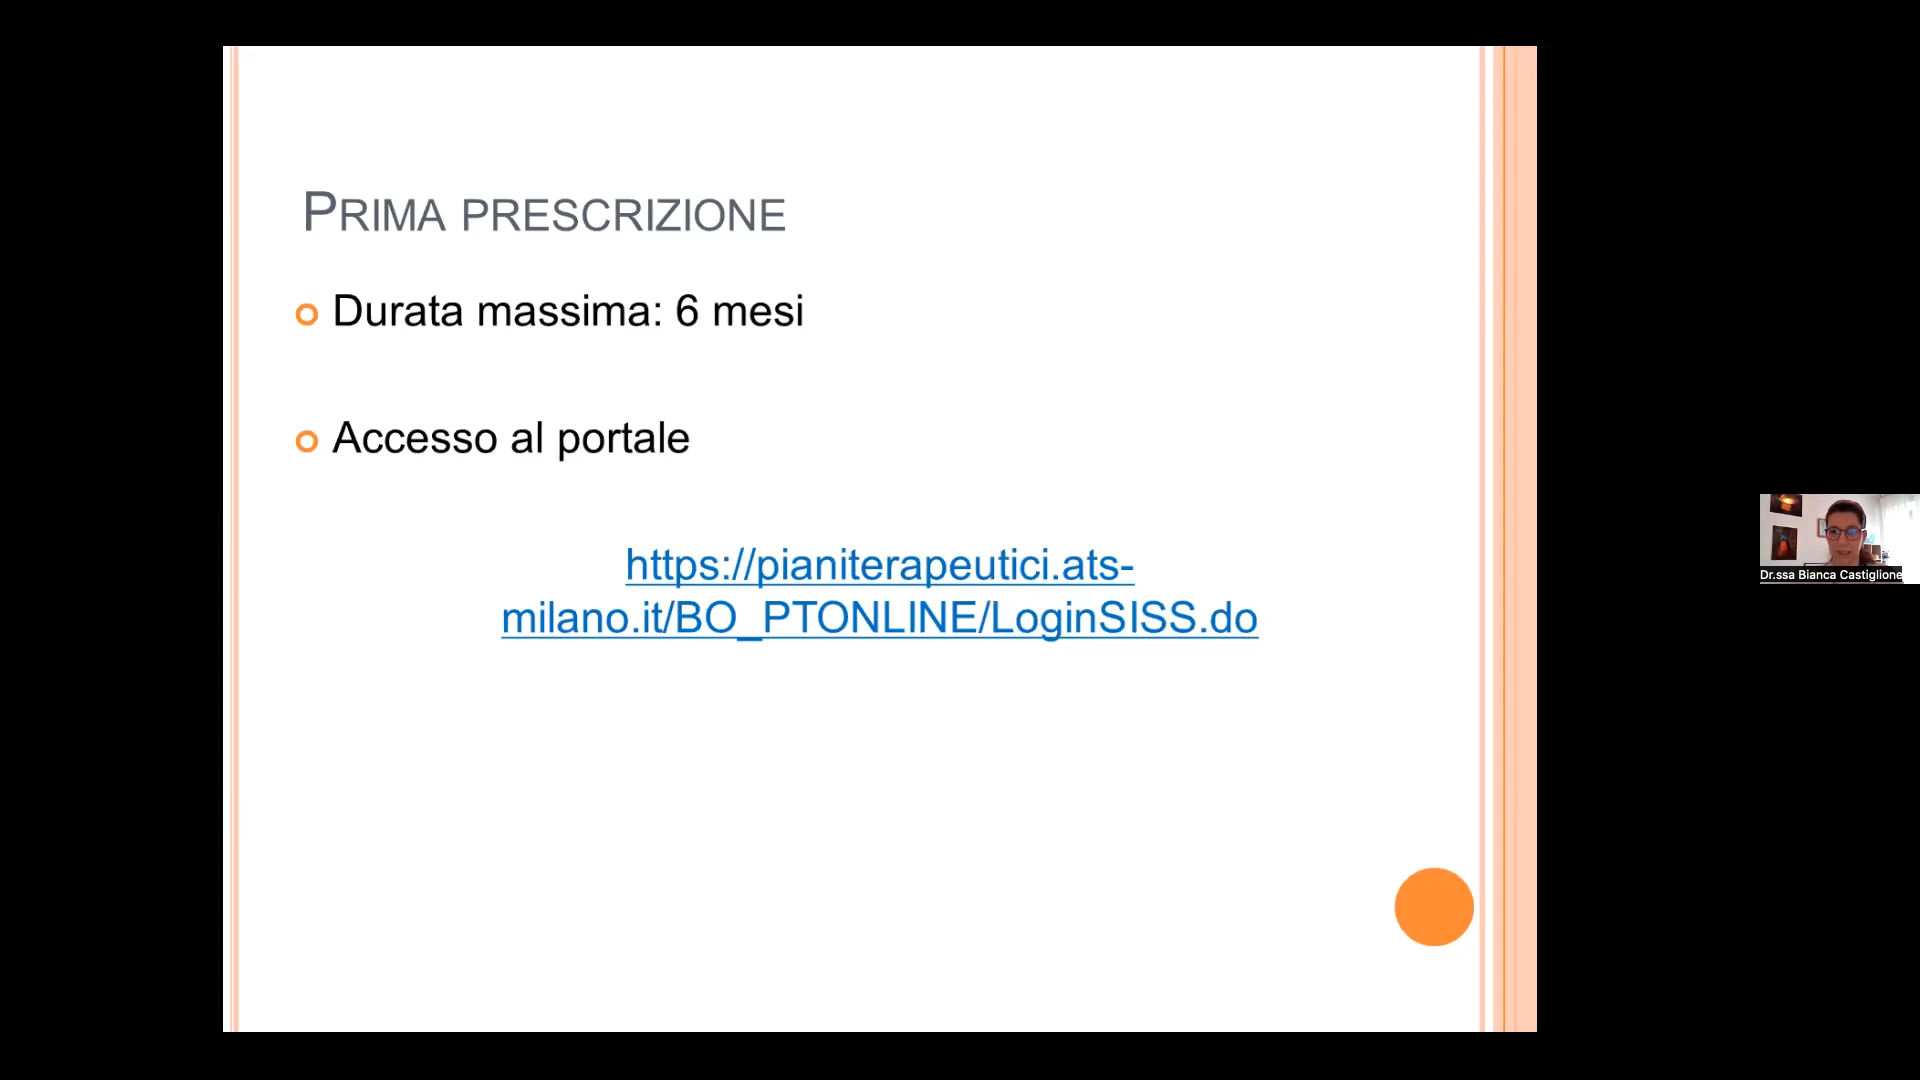 PRIMA PRESCRIZIONE
Durata massima: 6 mesi
Accesso al portale
https://pianiterapeutici.ats-
milano.it/BO_PTONLINE/LoginSISS.do
Dr.ssa Bianca Castiglione